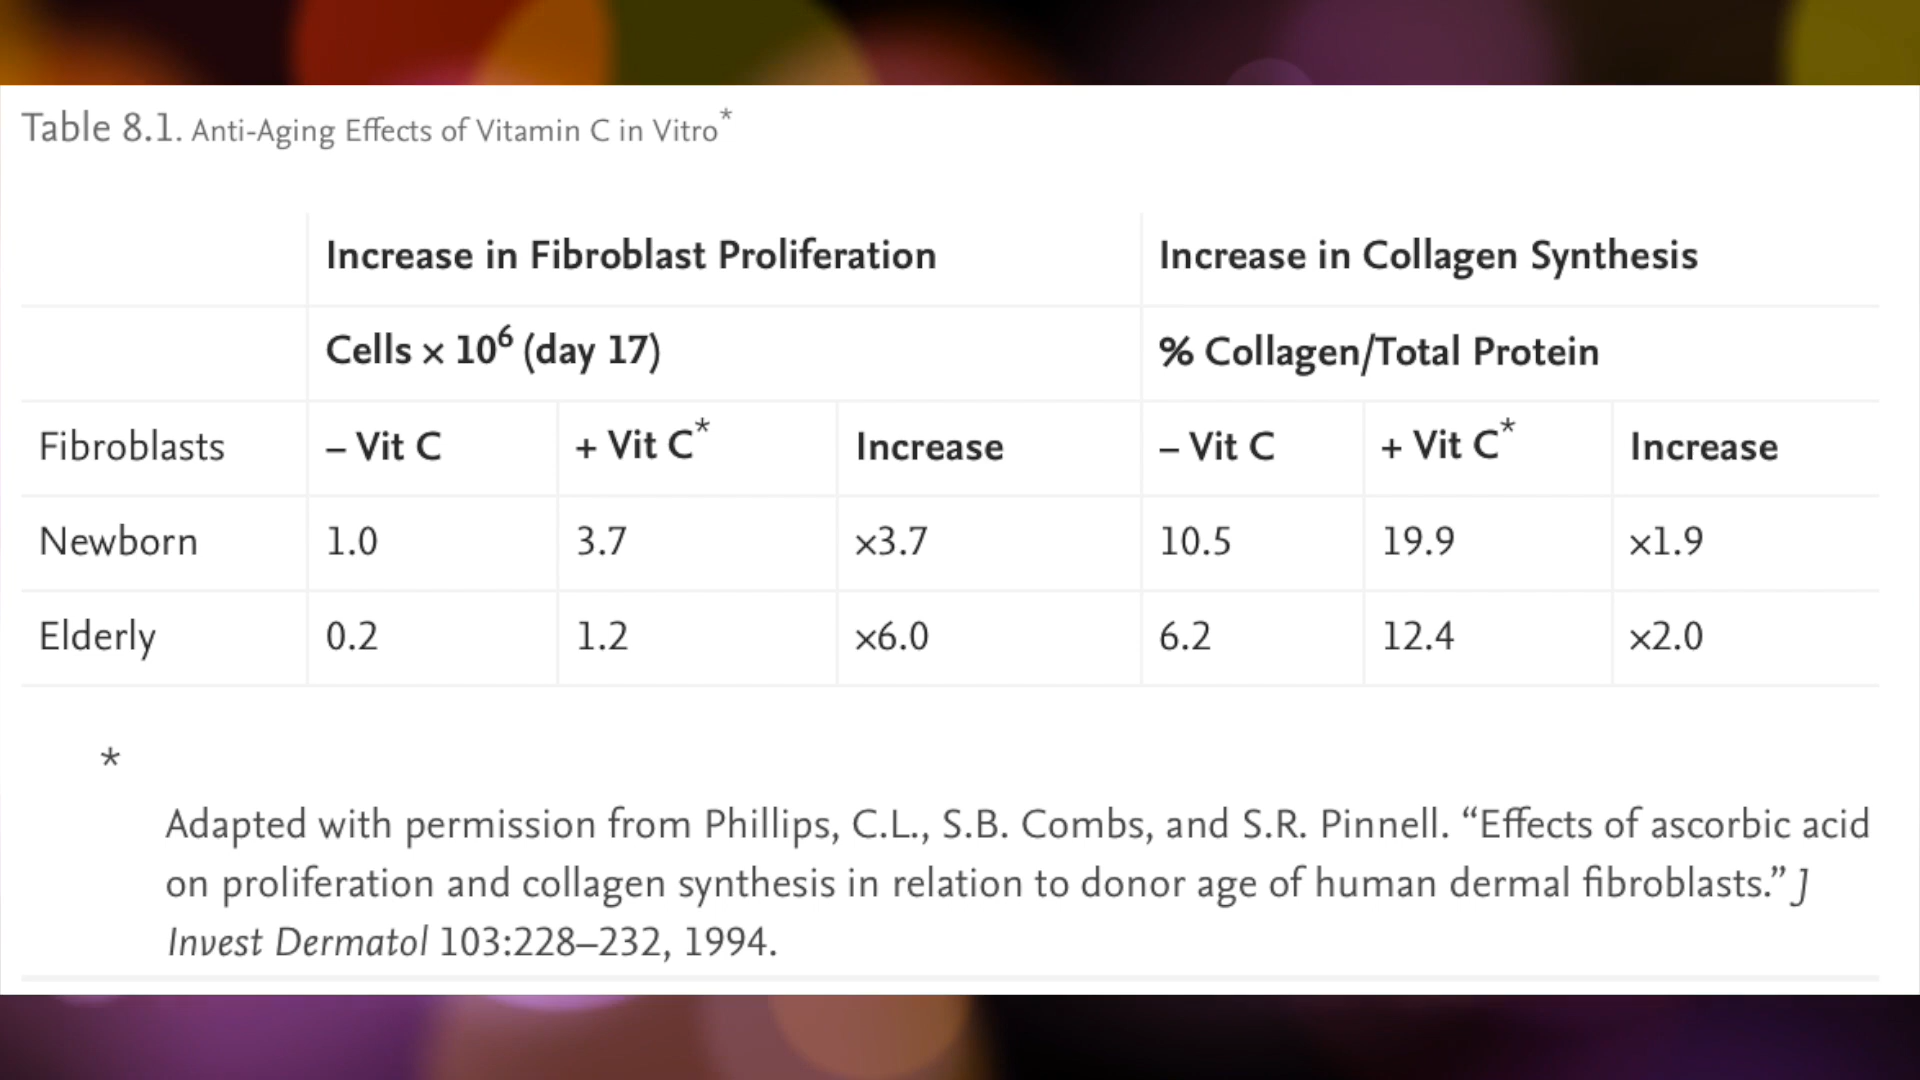 Table 8.1. Anti-Aging Effects of Vitamin C in Vitro*
Increase in Fibroblast Proliferation Increase in Collagen Synthesis
Cells × 10⁶ (day 17) % Collagen/Total Protein
Fibroblasts – Vit C + Vit C* Increase – Vit C + Vit C* Increase
Newborn 1.0 3.7 ×3.7 10.5 19.9 ×1.9
Elderly 0.2 1.2 ×6.0 6.2 12.4 ×2.0
*
Adapted with permission from Phillips, C.L., S.B. Combs, and S.R. Pinnell. “Effects of ascorbic acid
on proliferation and collagen synthesis in relation to donor age of human dermal fibroblasts.” J
Invest Dermatol 103:228–232, 1994.